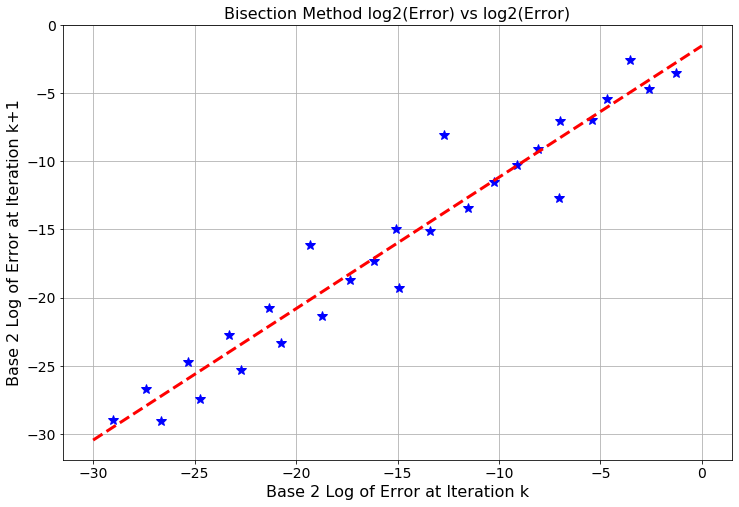 Bisection Method log2(Error) vs log2(Error)
Base 2 Log of Error at Iteration k+1
0
−5
−10
−15
−20
−25
−30
−30 −25 −20 −15 −10 −5 0
Base 2 Log of Error at Iteration k